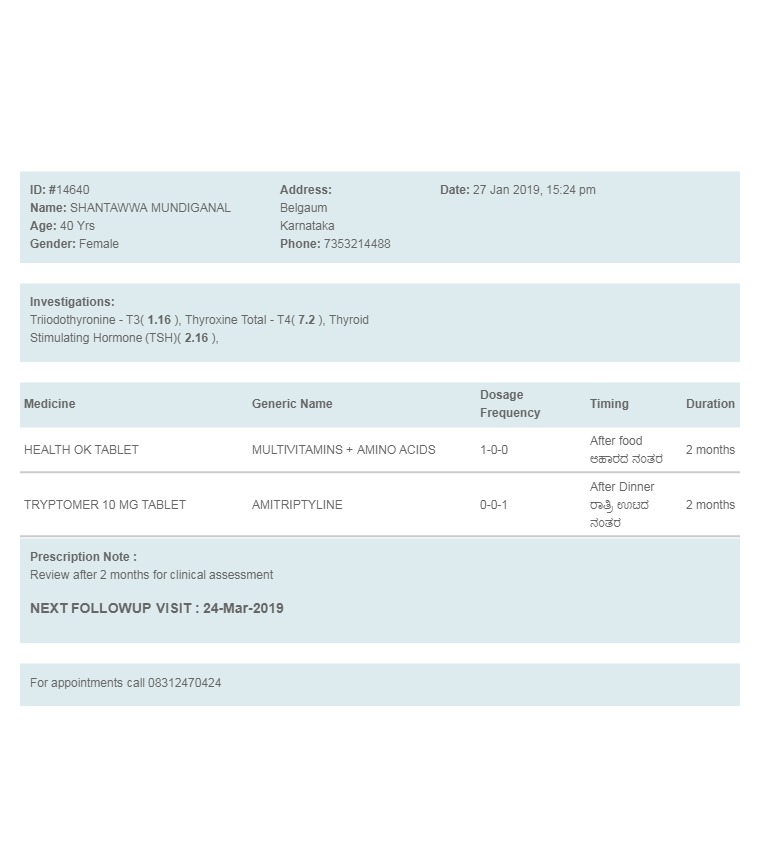 ID: #14640
Name: SHANTAWWA MUNDIGANAL
Age: 40 Yrs
Gender: Female
Address:
Belgaum
Karnataka
Phone: 7353214488
Date: 27 Jan 2019, 15:24 pm
Investigations:
Triiodothyronine - T3( 1.16 ), Thyroxine Total - T4( 7.2 ), Thyroid
Stimulating Hormone (TSH)( 2.16 ),
Medicine Generic Name Dosage Frequency Timing Duration
HEALTH OK TABLET MULTIVITAMINS + AMINO ACIDS 1-0-0 After food 2 months
ಆಹಾರದ ನಂತರ
TRYPTOMER 10 MG TABLET AMITRIPTYLINE 0-0-1 After Dinner 2 months
ರಾತ್ರಿ ಊಟದ
ನಂತರ
Prescription Note :
Review after 2 months for clinical assessment
NEXT FOLLOWUP VISIT : 24-Mar-2019
For appointments call 08312470424